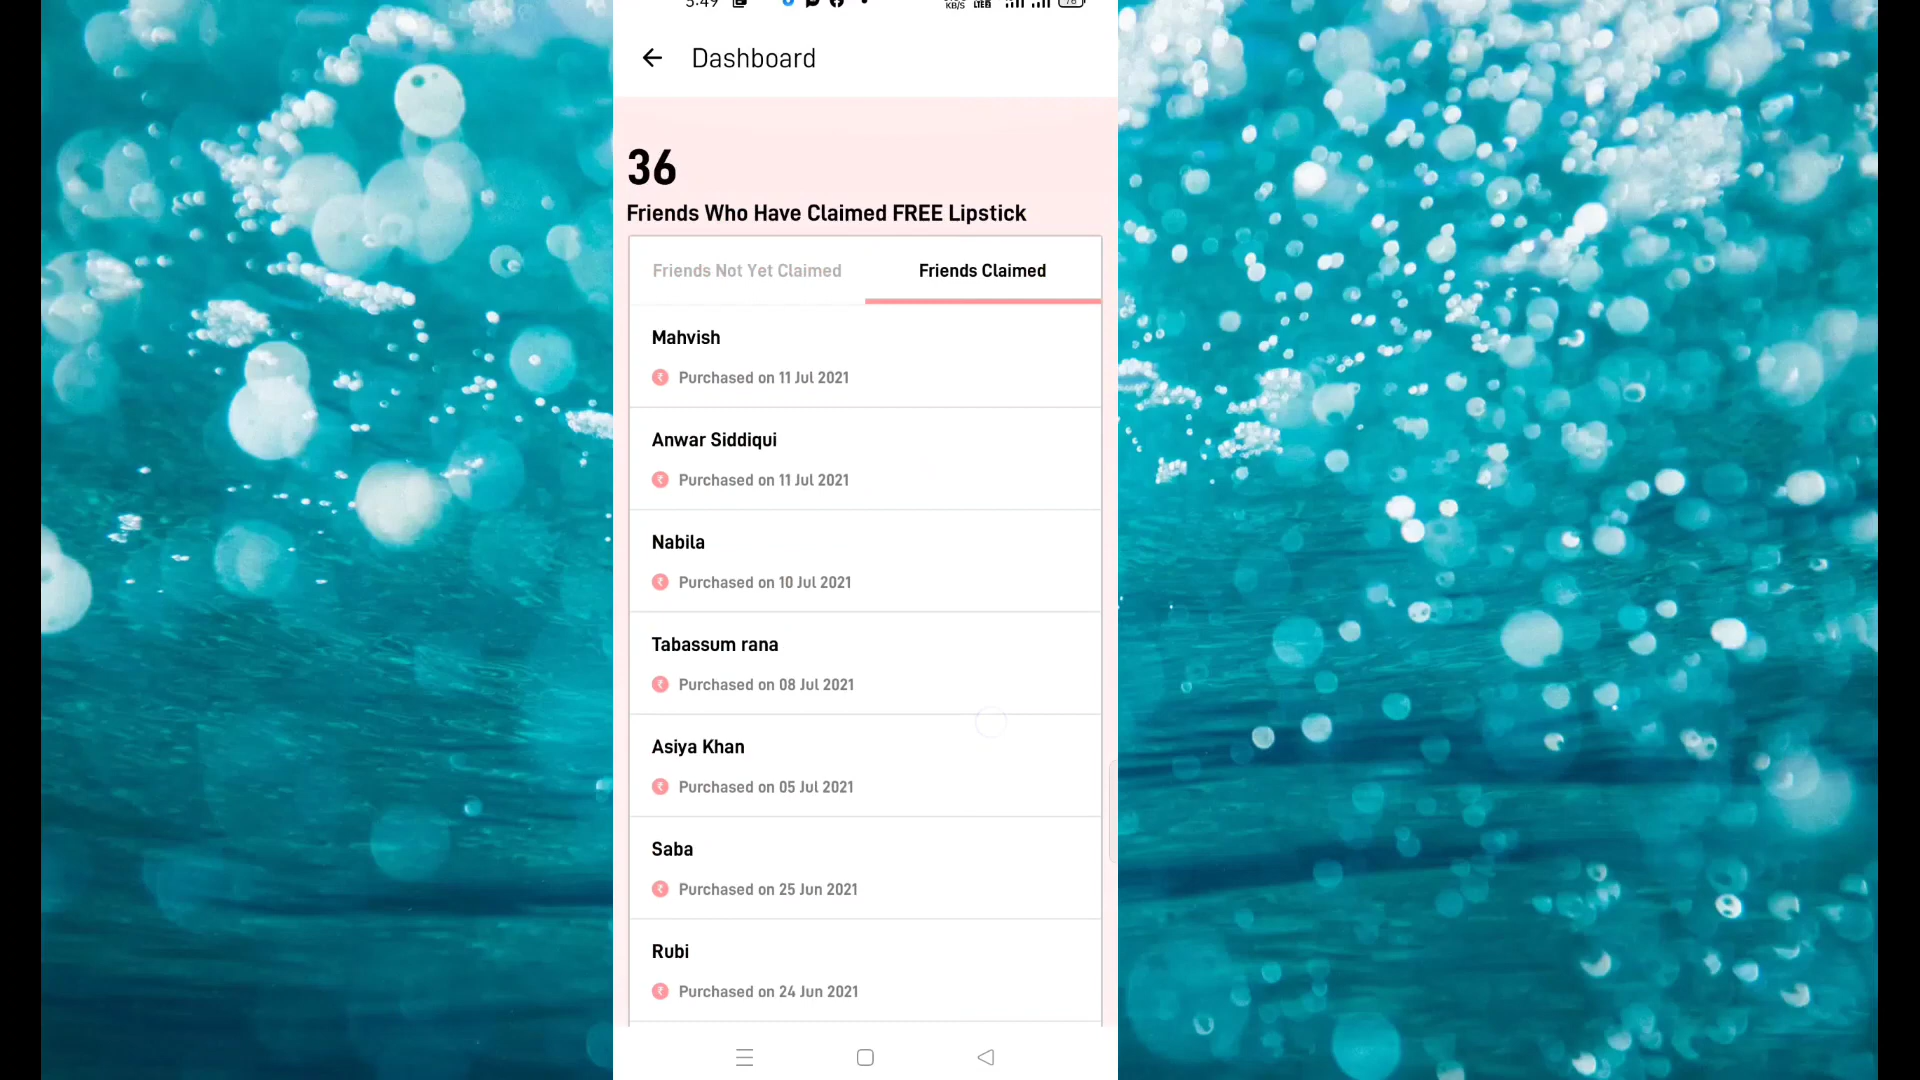 5:49
KB/S
Dashboard
36
Friends Who Have Claimed FREE Lipstick
Friends Not Yet Claimed
Friends Claimed
Mahvish
Purchased on 11 Jul 2021
Anwar Siddiqui
Purchased on 11 Jul 2021
Nabila
Purchased on 10 Jul 2021
Tabassum rana
Purchased on 08 Jul 2021
Asiya Khan
Purchased on 05 Jul 2021
Saba
Purchased on 25 Jun 2021
Rubi
Purchased on 24 Jun 2021